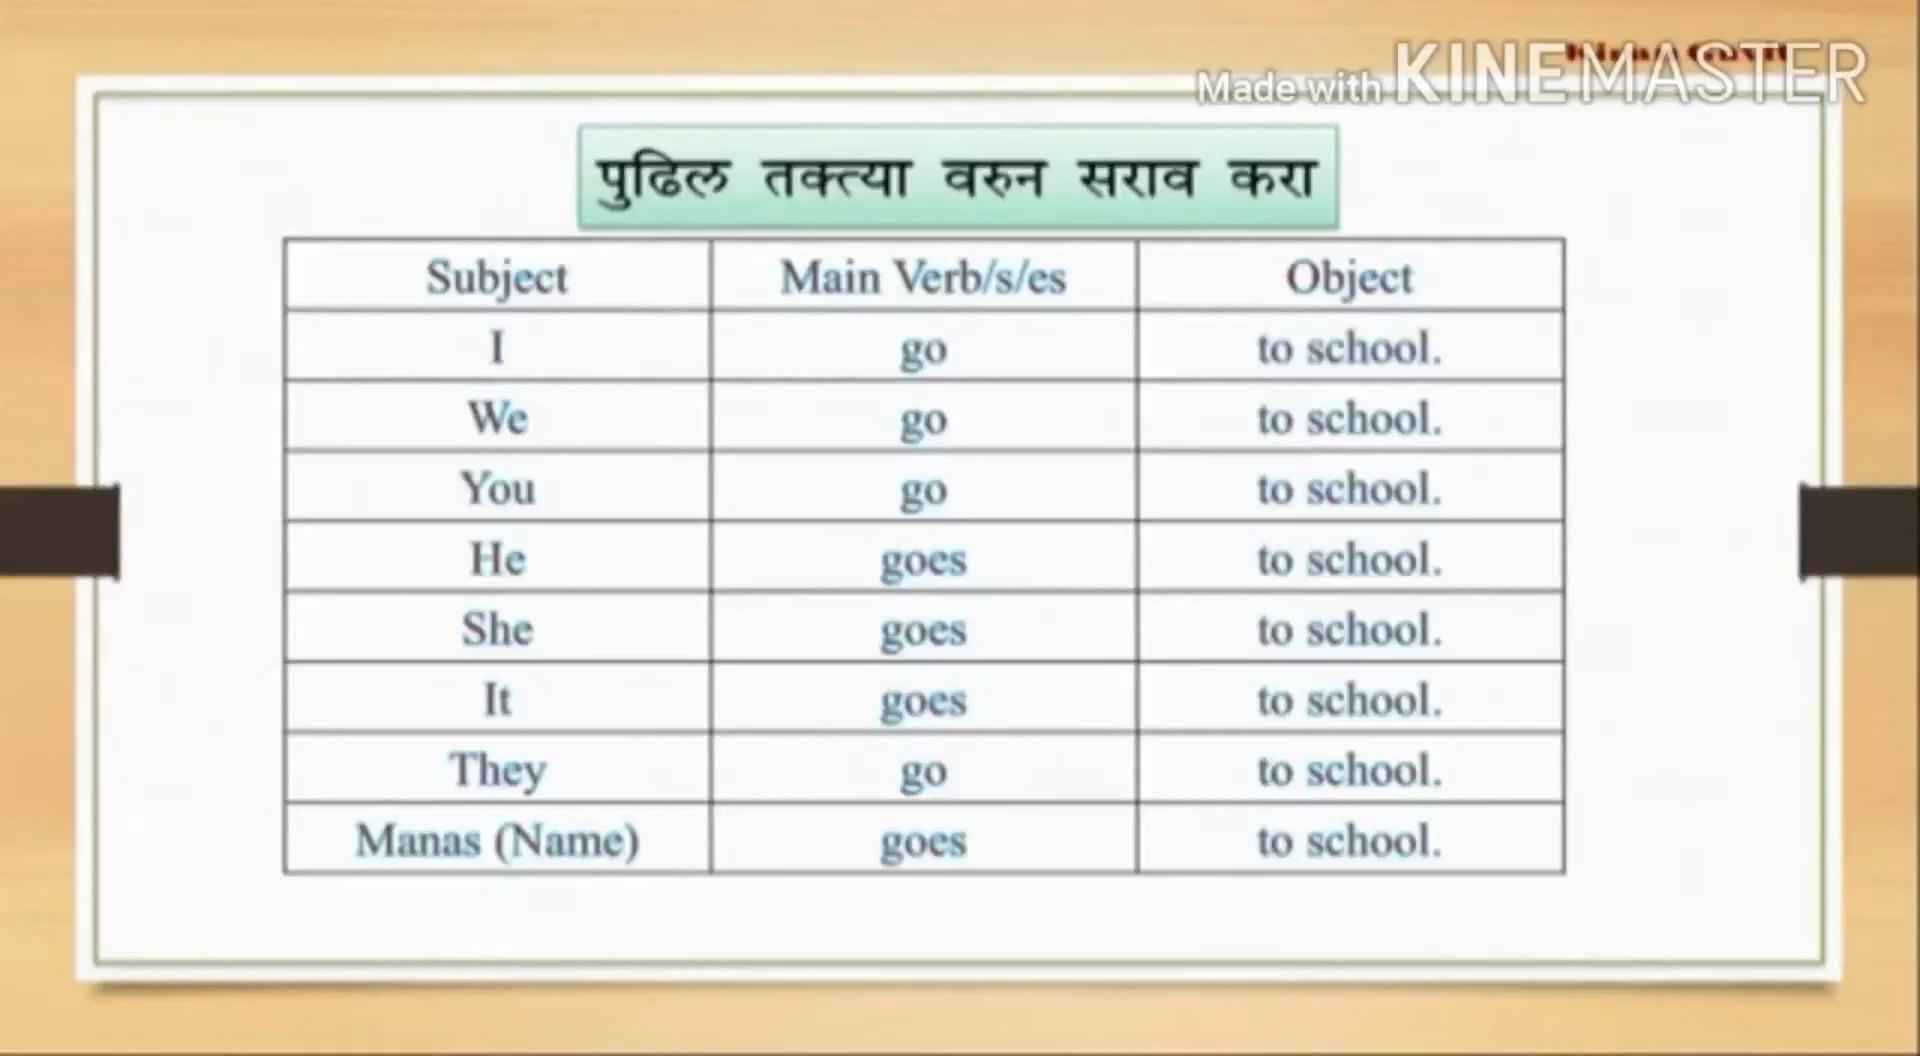 Made with KINEMASTER
पुढिल तक्त्या वरुन सराव करा
Subject Main Verb/s/es Object
I go to school.
We go to school.
You go to school.
He goes to school.
She goes to school.
It goes to school.
They go to school.
Manas (Name) goes to school.